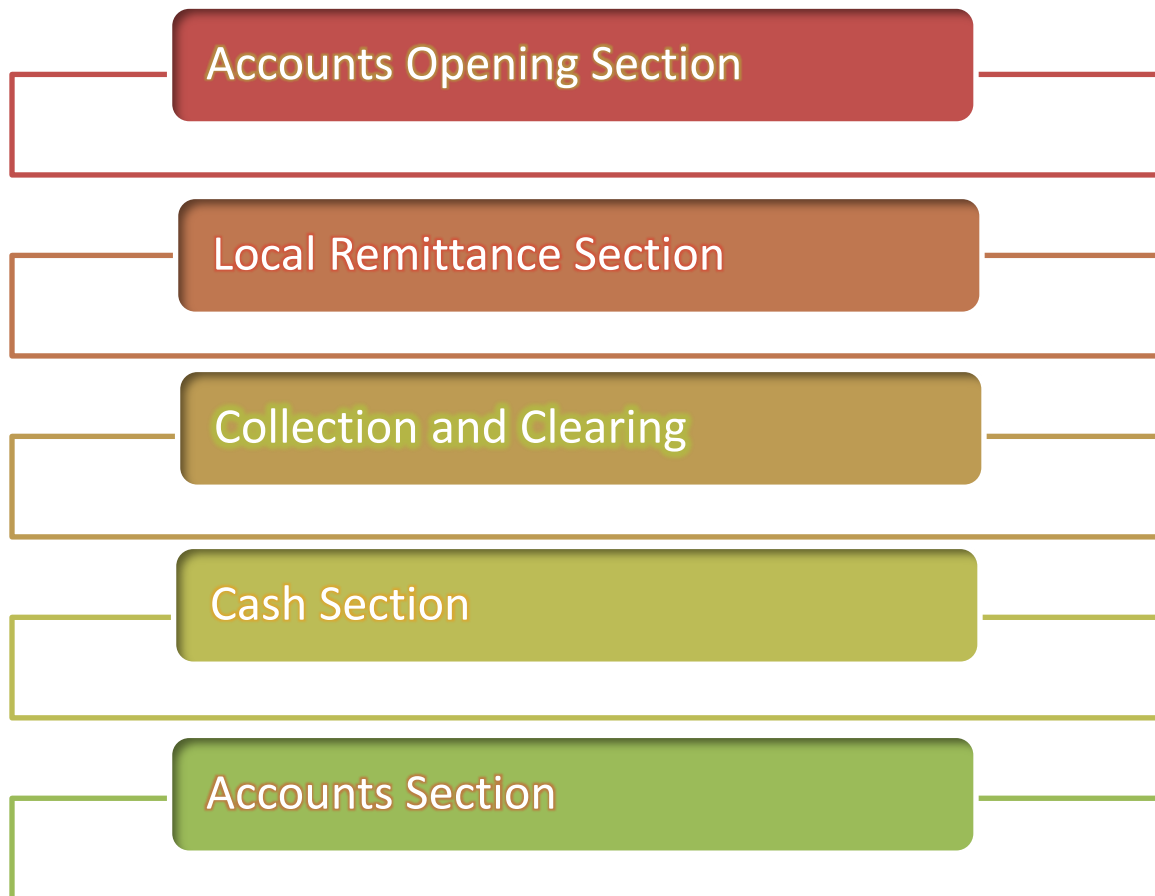 Accounts Opening Section
Local Remittance Section
Collection and Clearing
Cash Section
Accounts Section